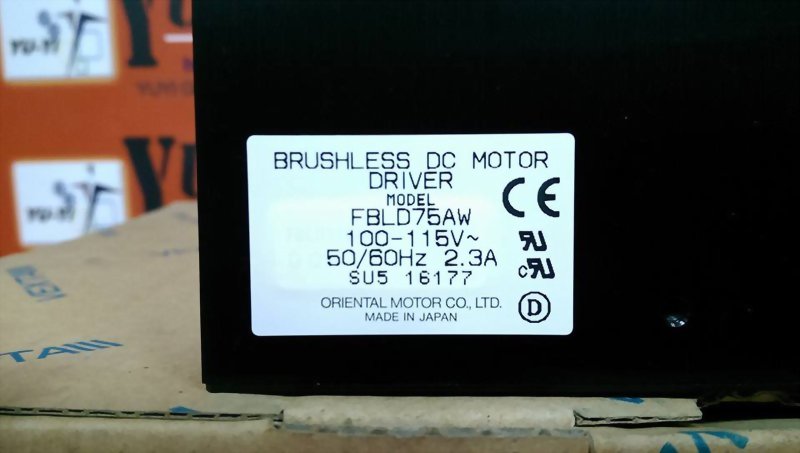 BRUSHLESS DC MOTOR
DRIVER
MODEL
FBLD75AW
100-115V~
50/60Hz 2.3A
SU5 16177
ORIENTAL MOTOR CO., LTD.
MADE IN JAPAN
CE
D